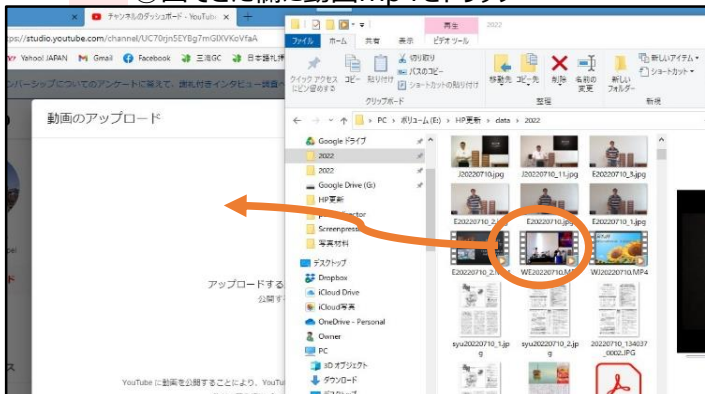 チャンネルのダッシュボード - YouTube
再生
2022
ps://studio.youtube.com/channel/UC70rjnSEYBg7mGIXVKoVfaA
ファイル ホーム 共有 表示 ビデオ ツール
Yahoo! JAPAN Gmail Facebook 三鴻GC
クイック アクセスにピン留めする
コピー
貼り付け
切り取り
パスのコピー
ショートカットの貼り付け
移動先
コピー先
削除
名前の変更
新しいフォルダー
新しいアイテム
ショートカット
クリップボード
整理
新規
動画のアップロード
PC > ボリューム (E:) > HP更新 > data > 2022
Google ドライブ
2022
2022
Google Drive (G:)
HP更新
Screenpres
写真材料
デスクトップ
Dropbox
iCloud Drive
iCloud写真
OneDrive - Personal
Owner
PC
3D オブジェクト
ダウンロード
J20220710.jpg
J20220710_11.jpg
E20220710_3.jpg
E20220710_2.jpg
E20220710.jpg
E20220710_1.jpg
E20220710_2.
WE20220710.MP
WJ20220710.MP4
syu20220710_1.jpg
syu20220710_2.jpg
20220710_134037_0002.JPG
アップロードする
公開す
YouTube に動画を公開することにより、YouTu